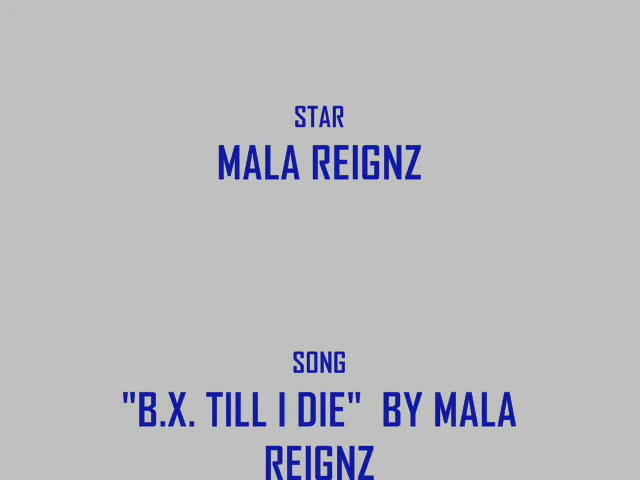 STAR
MALA REIGNZ
SONG
"B.X. TILL I DIE" BY MALA
REIGNZ